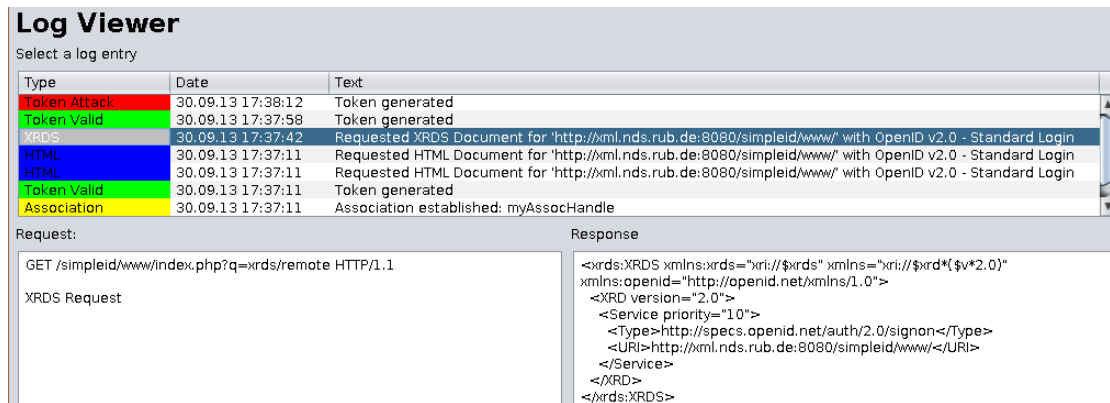 Log Viewer
Select a log entry
Type Date Text
Token Attack 30.09.13 17:38:12 Token generated
Token Valid 30.09.13 17:37:58 Token generated
XRDS 30.09.13 17:37:42 Requested XRDS Document for 'http://xml.nds.rub.de:8080/simpleid/www/' with OpenID v2.0 - Standard Login
HTML 30.09.13 17:37:11 Requested HTML Document for 'http://xml.nds.rub.de:8080/simpleid/www/' with OpenID v2.0 - Standard Login
HTML 30.09.13 17:37:11 Requested HTML Document for 'http://xml.nds.rub.de:8080/simpleid/www/' with OpenID v2.0 - Standard Login
Token Valid 30.09.13 17:37:11 Token generated
Association 30.09.13 17:37:11 Association established: myAssocHandle
Request:
GET /simpleid/www/index.php?q=xrds/remote HTTP/1.1
XRDS Request
Response
<xrds:XRDS xmlns:xrds="xri://$xrds" xmlns="xri://$xrd*($v*2.0)"
xmlns:openid="http://openid.net/xmlns/1.0">
<XRD version="2.0">
<Service priority="10">
<Type>http://specs.openid.net/auth/2.0/signon</Type>
<URI>http://xml.nds.rub.de:8080/simpleid/www/</URI>
</Service>
</XRD>
</xrds:XRDS>